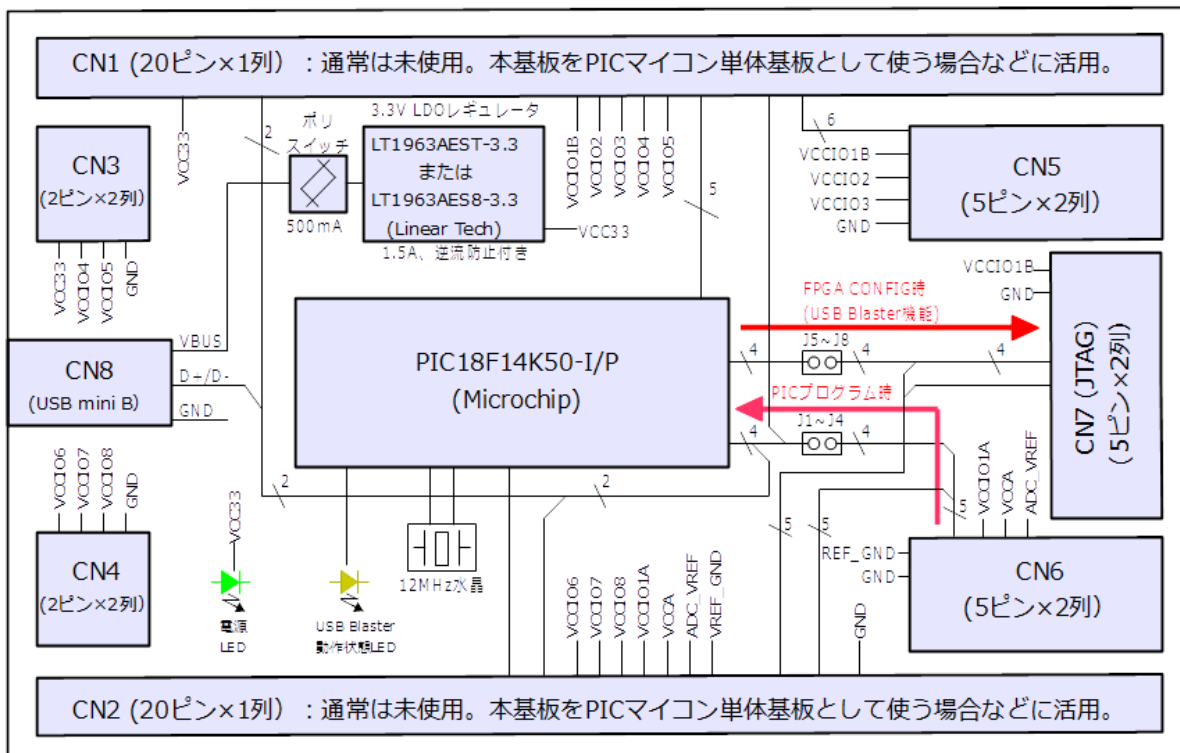 CN1 (20ピン×1列) ：通常は未使用。本基板をPICマイコン単体基板として使う場合などに活用。
3.3V LDOレギュレータ
ポリ
スイッチ
500mA
LT1963AEST-3.3
または
LT1963AES8-3.3
(Linear Tech)
1.5A、逆流防止付き
VCC33
VCC33
2
VCCIO1B
VCCIO2
VCCIO3
VCCIO4
VCCIO5
5
6
CN3
(2ピン×2列)
VCC33
VCCIO4
VCCIO5
GND
VCCIO1B
VCCIO2
VCCIO3
GND
CN5
(5ピン×2列)
VCCIO1B
GND
CN7 (JTAG)
(5ピン×2列)
FPGA CONFIG時
(USB Blaster機能)
J5~J8
4
4
4
PICプログラム時
J1~J4
4
4
CN8
(USB mini B)
VBUS
D+/D-
GND
PIC18F14K50-I/P
(Microchip)
2
2
5
5
5
VCCIO6
VCCIO7
VCCIO8
GND
CN4
(2ピン×2列)
VCC33
電源
LED
USB Blaster
動作状態LED
12MHz水晶
VCCIO6
VCCIO7
VCCIO8
VCCIO1A
VCCA
ADC_VREF
VREF_GND
GND
VCCIO1A
VCCA
ADC_VREF
REF_GND
GND
CN6
(5ピン×2列)
CN2 (20ピン×1列) ：通常は未使用。本基板をPICマイコン単体基板として使う場合などに活用。